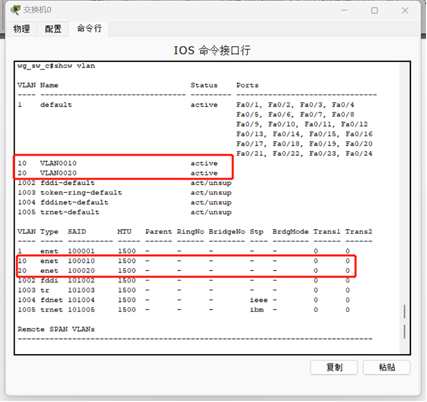 交换机0
物理 配置 命令行
IOS 命令接口行
wg_sw_c#show vlan
VLAN Name Status Ports
---- -------------------------------- --------- -------------------------------
1 default active Fa0/1, Fa0/2, Fa0/3, Fa0/4
Fa0/5, Fa0/6, Fa0/7, Fa0/8
Fa0/9, Fa0/10, Fa0/11, Fa0/12
Fa0/13, Fa0/14, Fa0/15, Fa0/16
Fa0/17, Fa0/18, Fa0/19, Fa0/20
Fa0/21, Fa0/22, Fa0/23, Fa0/24
10 VLAN0010 active
20 VLAN0020 active
1002 fddi-default act/unsup
1003 token-ring-default act/unsup
1004 fddinet-default act/unsup
1005 trnet-default act/unsup
VLAN Type SAID MTU Parent RingNo BridgeNo Stp BrdgMode Trans1 Trans2
---- ----- ---------- ----- ------ ------ -------- ---- -------- ------ ------
1 enet 100001 1500 - - - - - 0 0
10 enet 100010 1500 - - - - - 0 0
20 enet 100020 1500 - - - - - 0 0
1002 fddi 101002 1500 - - - - - 0 0
1003 tr 101003 1500 - - - - - 0 0
1004 fdnet 101004 1500 - - - ieee - 0 0
1005 trnet 101005 1500 - - - ibm - 0 0
Remote SPAN VLANs
------------------------------------------------------------------------------
复制 粘贴